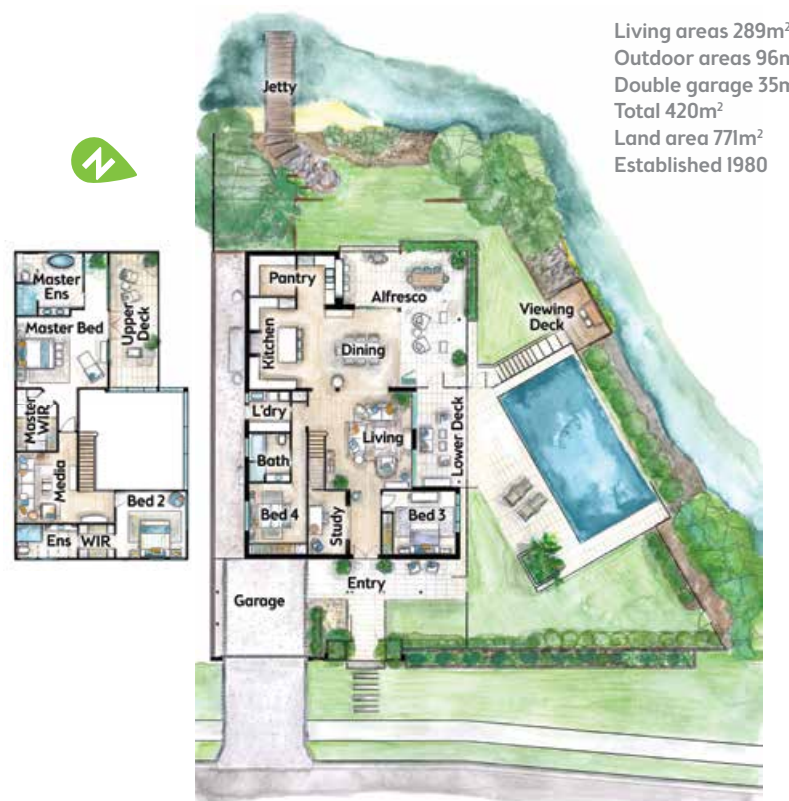 Living areas 289m²
Outdoor areas 96m
Double garage 35m
Total 420m²
Land area 771m²
Established 1980
Jetty
N
Master
Ens
Master Bed
Upper
Deck
Master
WIR
Media
Bed 2
Ens
WIR
Pantry
Alfresco
Kitchen
Dining
Viewing
Deck
L'dry
Living
Lower Deck
Bath
Bed 4
Study
Bed 3
Entry
Garage